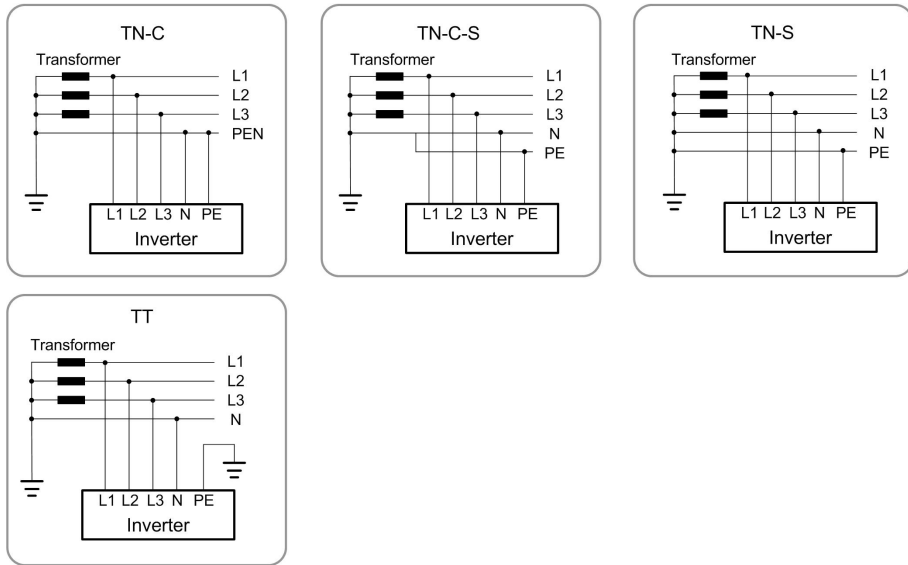 TN-C
Transformer
L1
L2
L3
PEN
L1 L2 L3 N PE
Inverter
TN-C-S
Transformer
L1
L2
L3
N
PE
L1 L2 L3 N PE
Inverter
TN-S
Transformer
L1
L2
L3
N
PE
L1 L2 L3 N PE
Inverter
TT
Transformer
L1
L2
L3
N
L1 L2 L3 N PE
Inverter